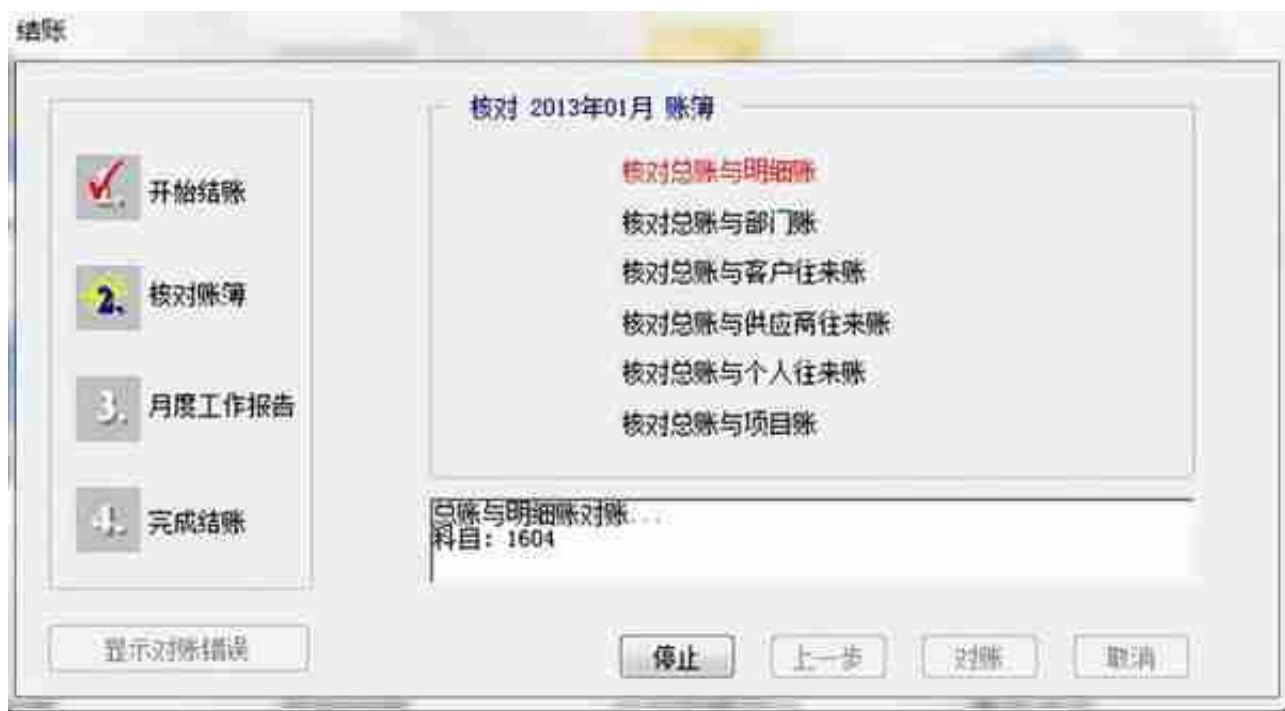 结账
1.
开始结账
2.
核对账簿
3.
月度工作报告
4.
完成结账
核对 2013年01月 账簿
核对总账与明细账
核对总账与部门账
核对总账与客户往来账
核对总账与供应商往来账
核对总账与个人往来账
核对总账与项目账
总账与明细账对账...
科目: 1604
显示对账错误
停止
上一步
对账
取消